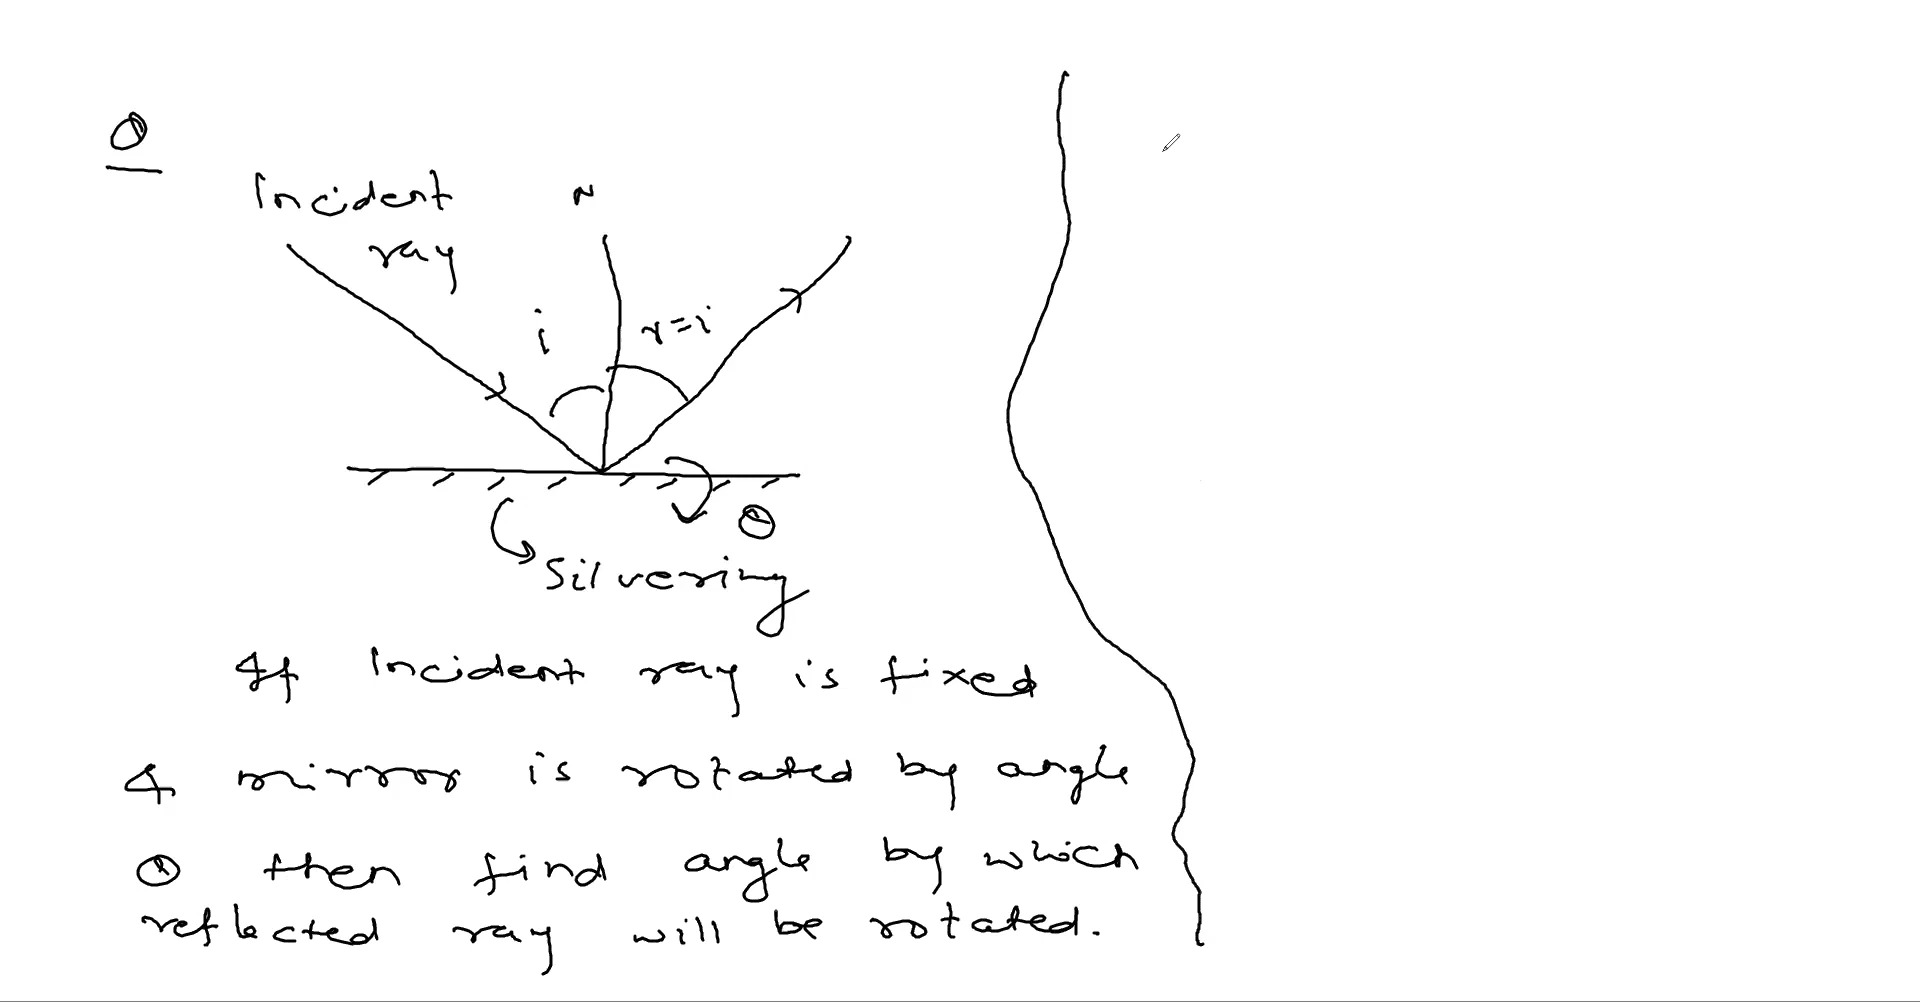 Q
Incident
ray
N
i
r=i
θ
Silvering
If Incident ray is fixed
& mirror is rotated by angle
θ then find angle by which
reflected ray will be rotated.